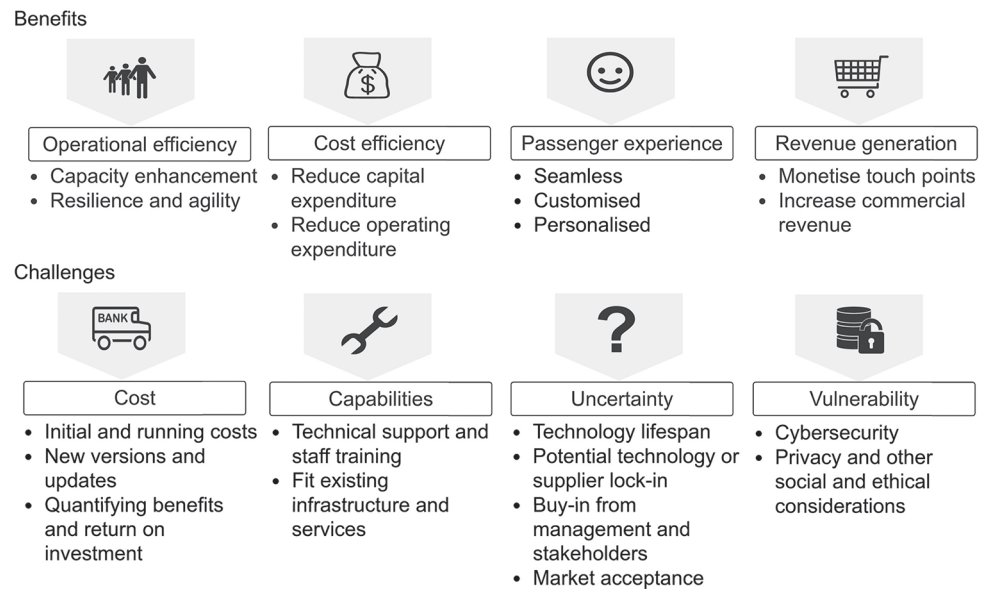 Benefits
Operational efficiency
• Capacity enhancement
• Resilience and agility
$
Cost efficiency
• Reduce capital
expenditure
• Reduce operating
expenditure
Passenger experience
• Seamless
• Customised
• Personalised
Revenue generation
• Monetise touch points
• Increase commercial
revenue
Challenges
BANK
Cost
• Initial and running costs
• New versions and
updates
• Quantifying benefits
and return on
investment
Capabilities
• Technical support and
staff training
• Fit existing
infrastructure and
services
?
Uncertainty
• Technology lifespan
• Potential technology or
supplier lock-in
• Buy-in from
management and
stakeholders
• Market acceptance
Vulnerability
• Cybersecurity
• Privacy and other
social and ethical
considerations